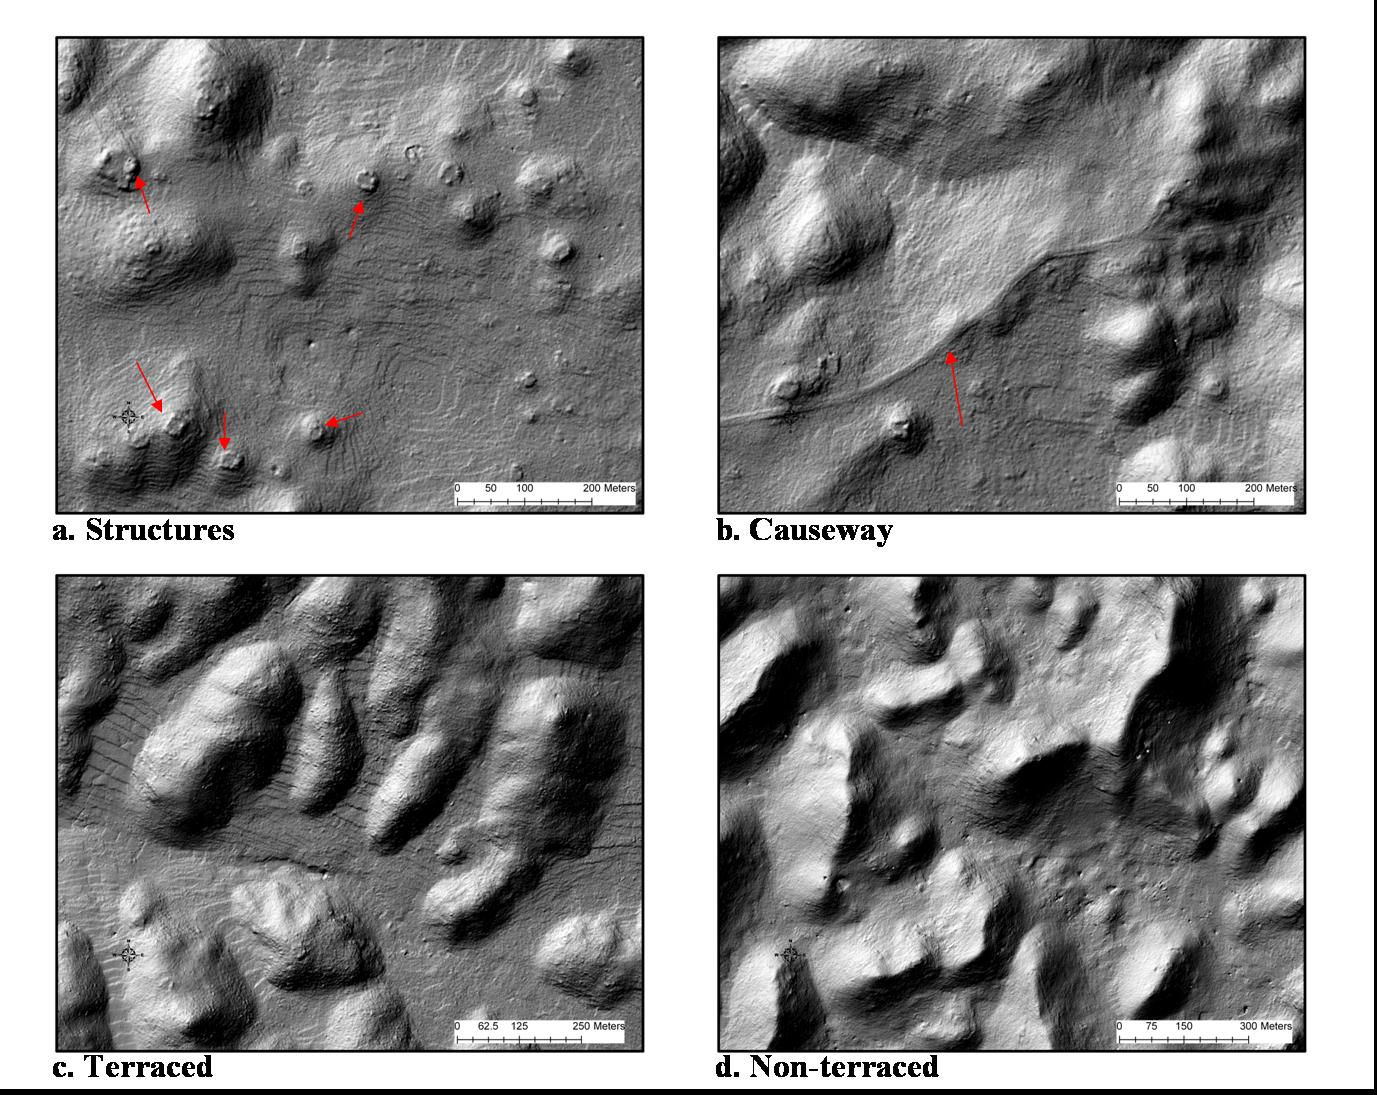 0 50 100 200 Meters
a. Structures
0 50 100 200 Meters
b. Causeway
0 62.5 125 250 Meters
c. Terraced
0 75 150 300 Meters
d. Non-terraced